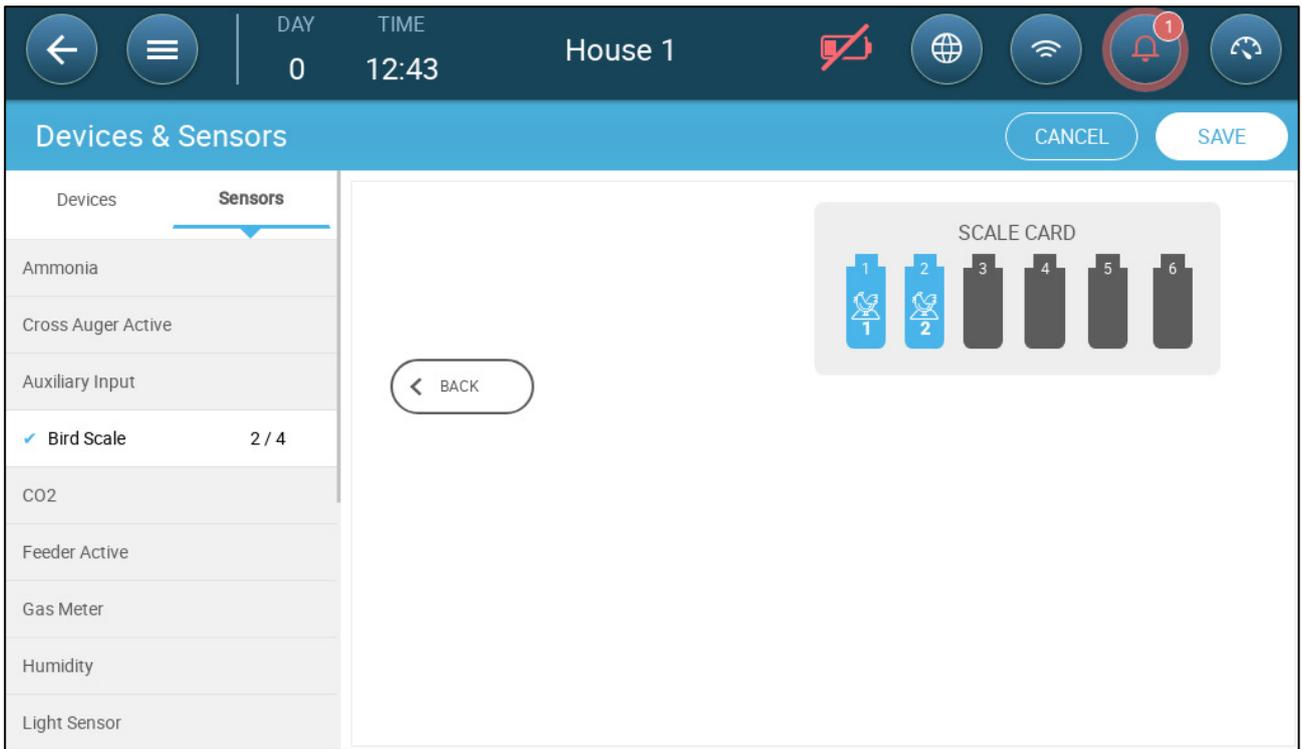 DAY TIME
0 12:43 House 1 1
Devices & Sensors CANCEL SAVE
Devices Sensors
Ammonia
Cross Auger Active
Auxiliary Input
Bird Scale 2 / 4
CO2
Feeder Active
Gas Meter
Humidity
Light Sensor
SCALE CARD
1 2 3 4 5 6
1 2
BACK